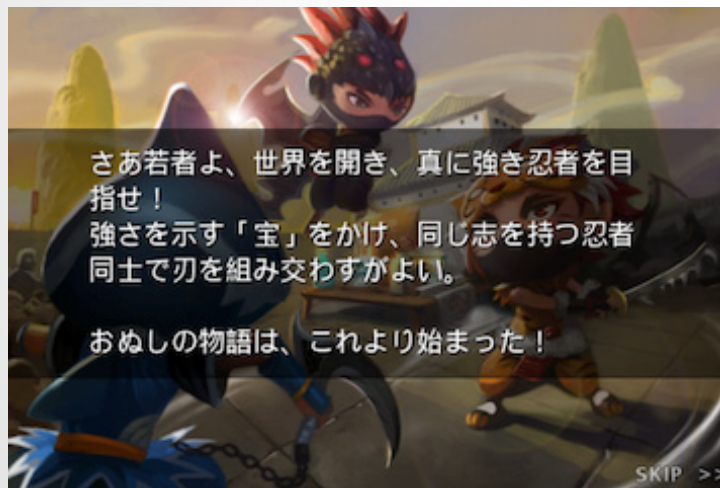 さあ若者よ、世界を開き、真に強き忍者を目
指せ！
強さを示す「宝」をかけ、同じ志を持つ忍者
同士で刃を組み交わすがよい。
おぬしの物語は、これより始まった！
SKIP >>